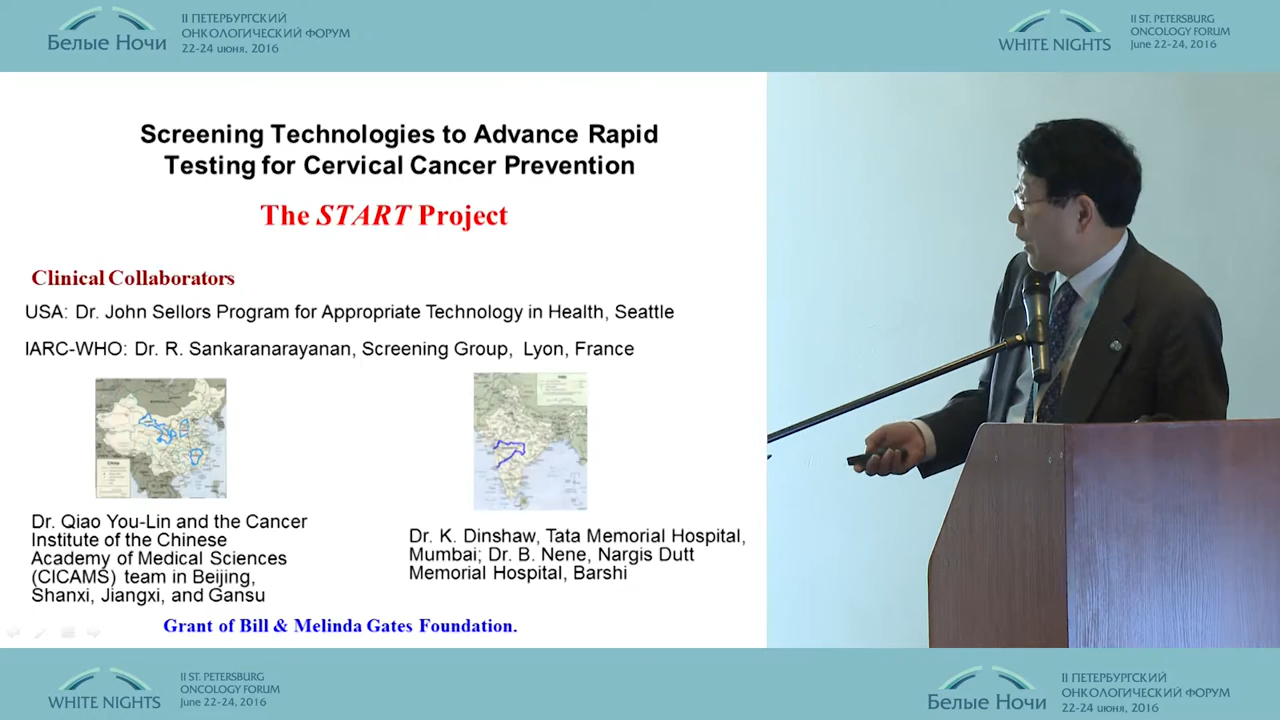 II ПЕТЕРБУРГСКИЙ
ОНКОЛОГИЧЕСКИЙ ФОРУМ
Белые Ночи
22-24 июня, 2016
II ST. PETERSBURG
ONCOLOGY FORUM
WHITE NIGHTS
June 22-24, 2016
Screening Technologies to Advance Rapid
Testing for Cervical Cancer Prevention
The START Project
Clinical Collaborators
USA: Dr. John Sellors Program for Appropriate Technology in Health, Seattle
IARC-WHO: Dr. R. Sankaranarayanan, Screening Group, Lyon, France
China
Dr. Qiao You-Lin and the Cancer
Institute of the Chinese
Academy of Medical Sciences
(CICAMS) team in Beijing,
Shanxi, Jiangxi, and Gansu
Dr. K. Dinshaw, Tata Memorial Hospital,
Mumbai; Dr. B. Nene, Nargis Dutt
Memorial Hospital, Barshi
Grant of Bill & Melinda Gates Foundation.
II ST. PETERSBURG
ONCOLOGY FORUM
WHITE NIGHTS
June 22-24, 2016
II ПЕТЕРБУРГСКИЙ
ОНКОЛОГИЧЕСКИЙ ФОРУМ
Белые Ночи
22-24 июня, 2016